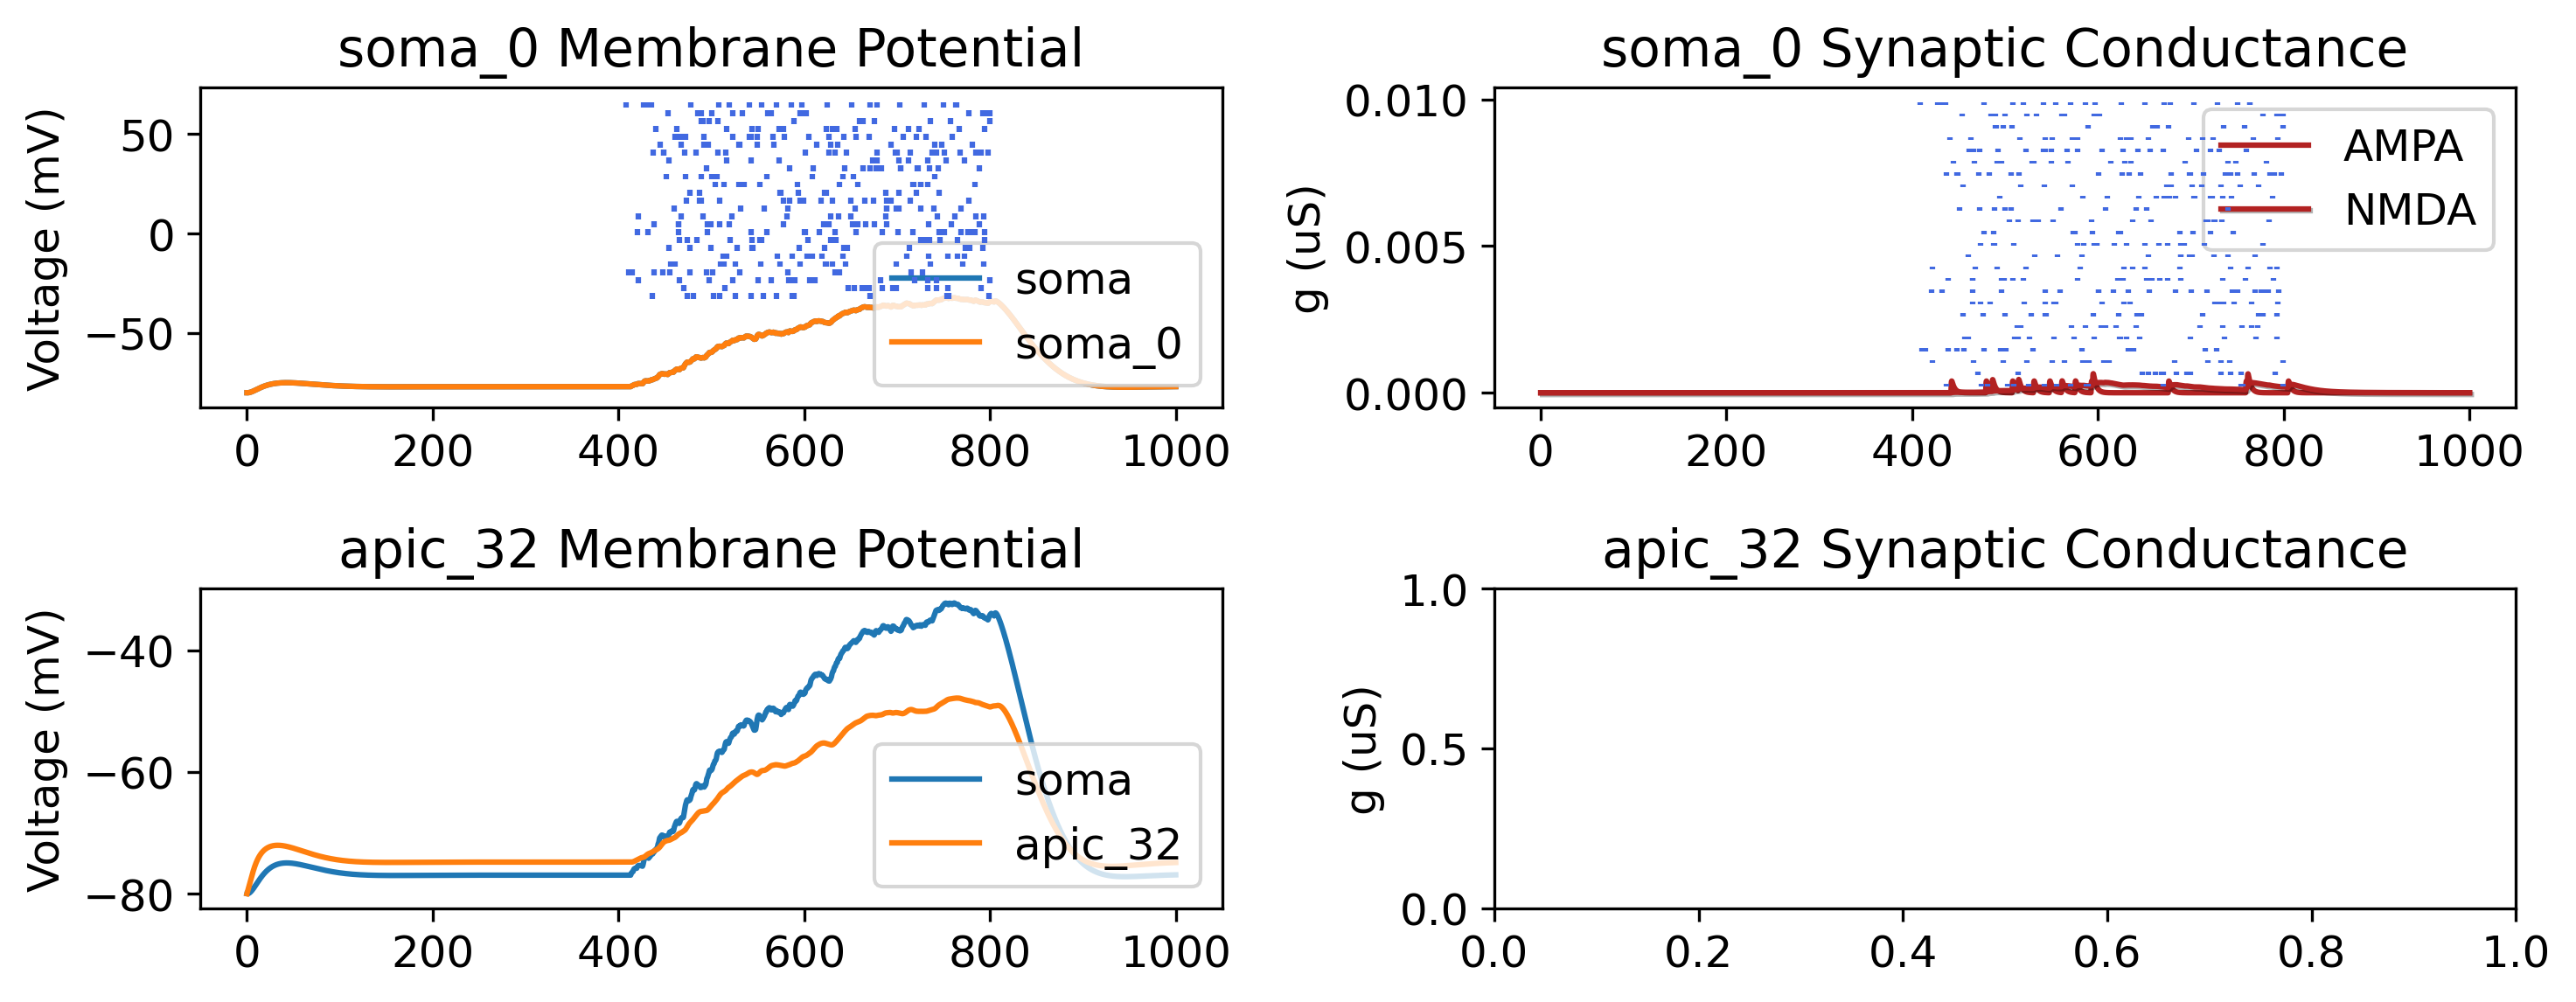 soma_0 Membrane Potential
Voltage (mV)
50
0
−50
soma
soma_0
0 200 400 600 800 1000
soma_0 Synaptic Conductance
g (uS)
0.010
0.005
0.000
AMPA
NMDA
0 200 400 600 800 1000
apic_32 Membrane Potential
Voltage (mV)
−40
−60
−80
soma
apic_32
0 200 400 600 800 1000
apic_32 Synaptic Conductance
g (uS)
1.0
0.5
0.0
0.0 0.2 0.4 0.6 0.8 1.0